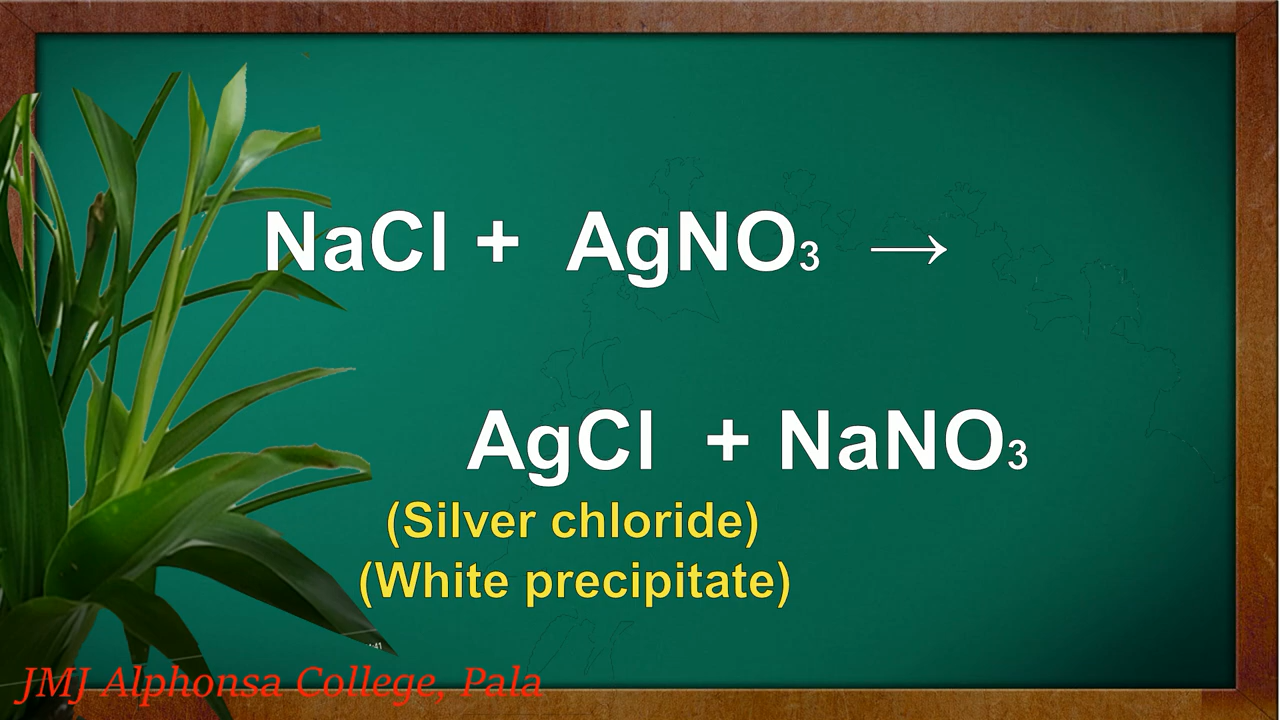 NaCl + AgNO₃ →
AgCl + NaNO₃
(Silver chloride)
(White precipitate)
JMJ Alphonsa College, Pala